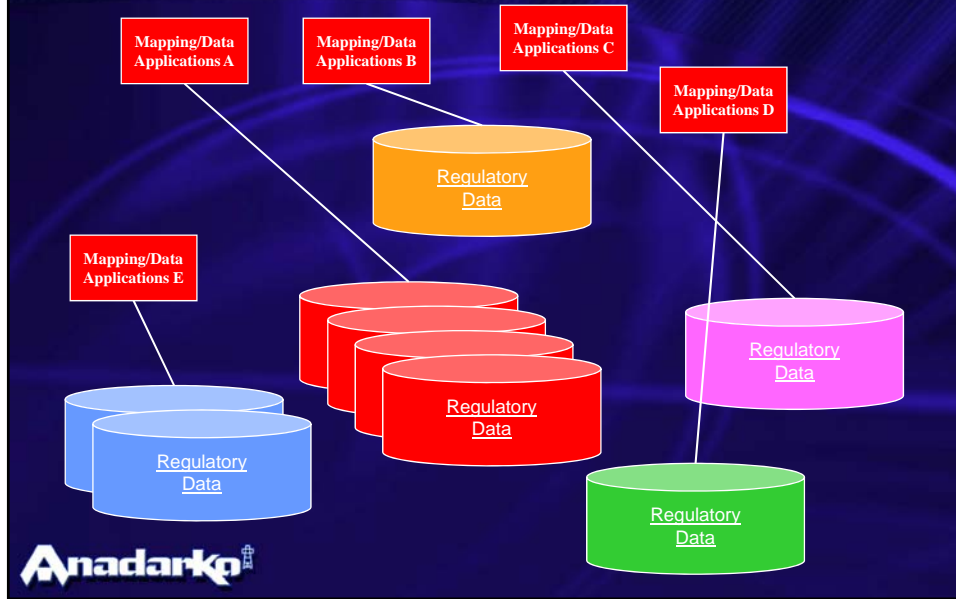 Mapping/Data
Applications A
Mapping/Data
Applications B
Mapping/Data
Applications C
Mapping/Data
Applications D
Regulatory
Data
Mapping/Data
Applications E
Regulatory
Data
Regulatory
Data
Regulatory
Data
Regulatory
Data
Anadarko